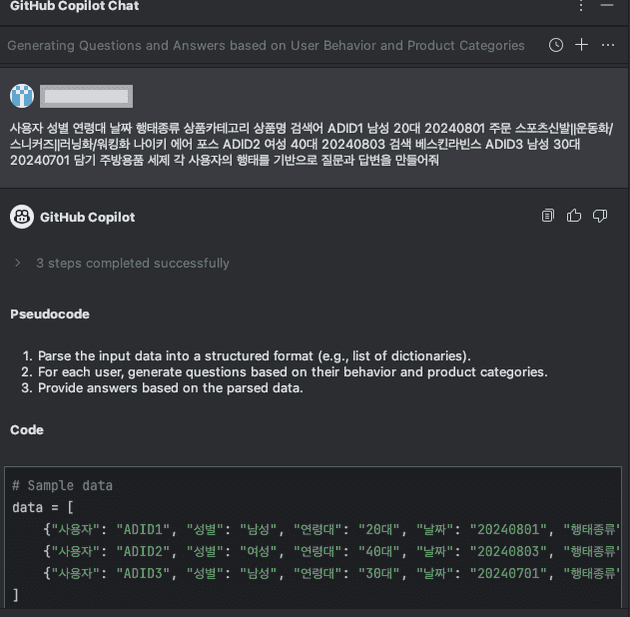 GitHub Copilot Chat
Generating Questions and Answers based on User Behavior and Product Categories
사용자 성별 연령대 날짜 행태종류 상품카테고리 상품명 검색어 ADID1 남성 20대 20240801 주문 스포츠신발||운동화/
스니커즈||러닝화/워킹화 나이키 에어 포스 ADID2 여성 40대 20240803 검색 베스킨라빈스 ADID3 남성 30대
20240701 담기 주방용품 세제 각 사용자의 행태를 기반으로 질문과 답변을 만들어줘
GitHub Copilot
3 steps completed successfully
Pseudocode
1. Parse the input data into a structured format (e.g., list of dictionaries).
2. For each user, generate questions based on their behavior and product categories.
3. Provide answers based on the parsed data.
Code
# Sample data
data = [
{"사용자": "ADID1", "성별": "남성", "연령대": "20대", "날짜": "20240801", "행태종류"
{"사용자": "ADID2", "성별": "여성", "연령대": "40대", "날짜": "20240803", "행태종류"
{"사용자": "ADID3", "성별": "남성", "연령대": "30대", "날짜": "20240701", "행태종류"
]